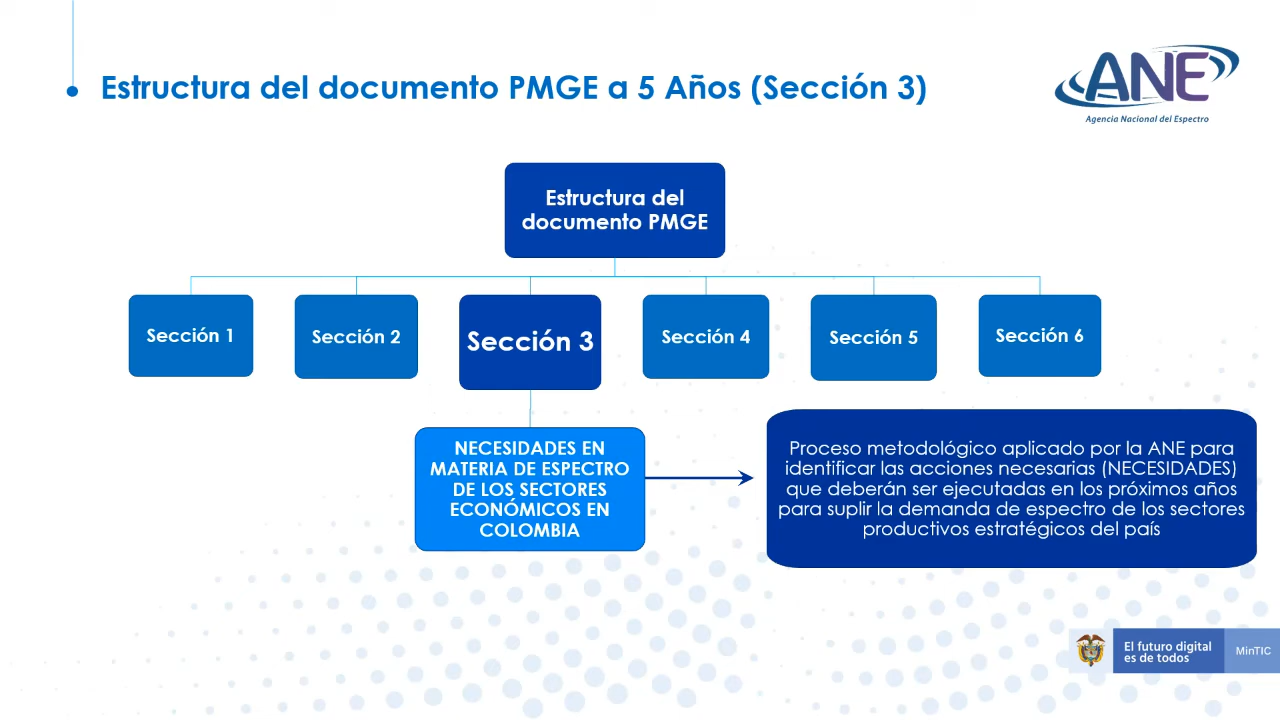 Estructura del documento PMGE a 5 Años (Sección 3)
ANE
Agencia Nacional del Espectro
Estructura del
documento PMGE
Sección 1
Sección 2
Sección 3
Sección 4
Sección 5
Sección 6
NECESIDADES EN
MATERIA DE ESPECTRO
DE LOS SECTORES
ECONÓMICOS EN
COLOMBIA
Proceso metodológico aplicado por la ANE para
identificar las acciones necesarias (NECESIDADES)
que deberán ser ejecutadas en los próximos años
para suplir la demanda de espectro de los sectores
productivos estratégicos del país
El futuro digital
es de todos
MinTIC